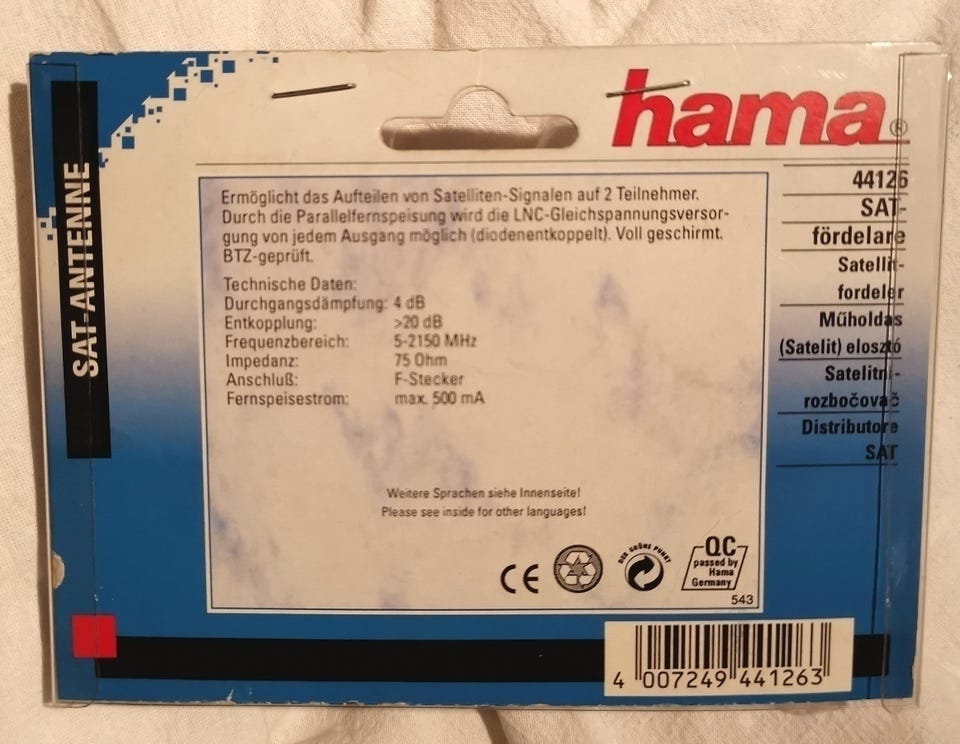 SAT-ANTENNE
hama®
44126
SAT-
fördelare
Satellit-
fordeler
Műholdas
(Satelit) elosztó
Satelitni-
rozbočovač
Distributore
SAT
Ermöglicht das Aufteilen von Satelliten-Signalen auf 2 Teilnehmer.
Durch die Parallelfernspeisung wird die LNC-Gleichspannungsversor-
gung von jedem Ausgang möglich (diodenentkoppelt). Voll geschirmt.
BTZ-geprüft.
Technische Daten:
Durchgangsdämpfung: 4 dB
Entkopplung: >20 dB
Frequenzbereich: 5-2150 MHz
Impedanz: 75 Ohm
Anschluß: F-Stecker
Fernspeisestrom: max. 500 mA
Weitere Sprachen siehe Innenseite!
Please see inside for other languages!
CE
DER GRÜNE PUNKT
QC
passed by
Hama
Germany
543
4 007249 441263